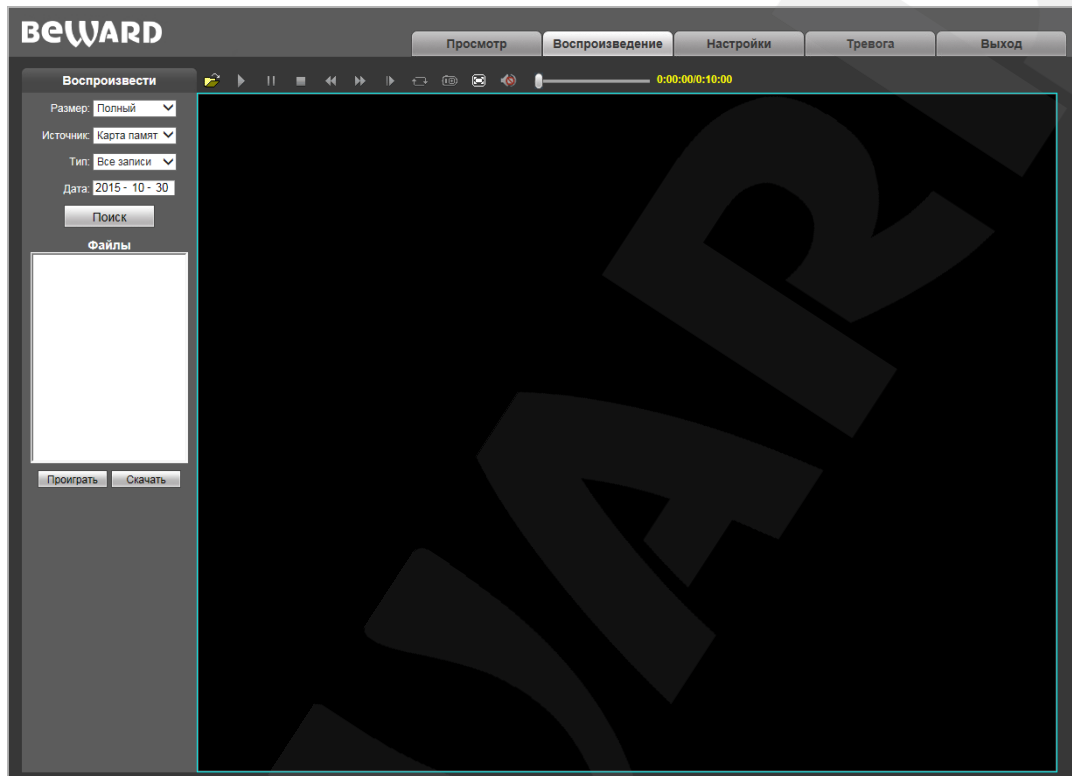 BEWARD
Просмотр
Воспроизведение
Настройки
Тревога
Выход
Воспроизвести
0:00:00/0:10:00
Размер: Полный
Источник: Карта памят
Тип: Все записи
Дата: 2015 - 10 - 30
Поиск
Файлы
Проиграть
Скачать